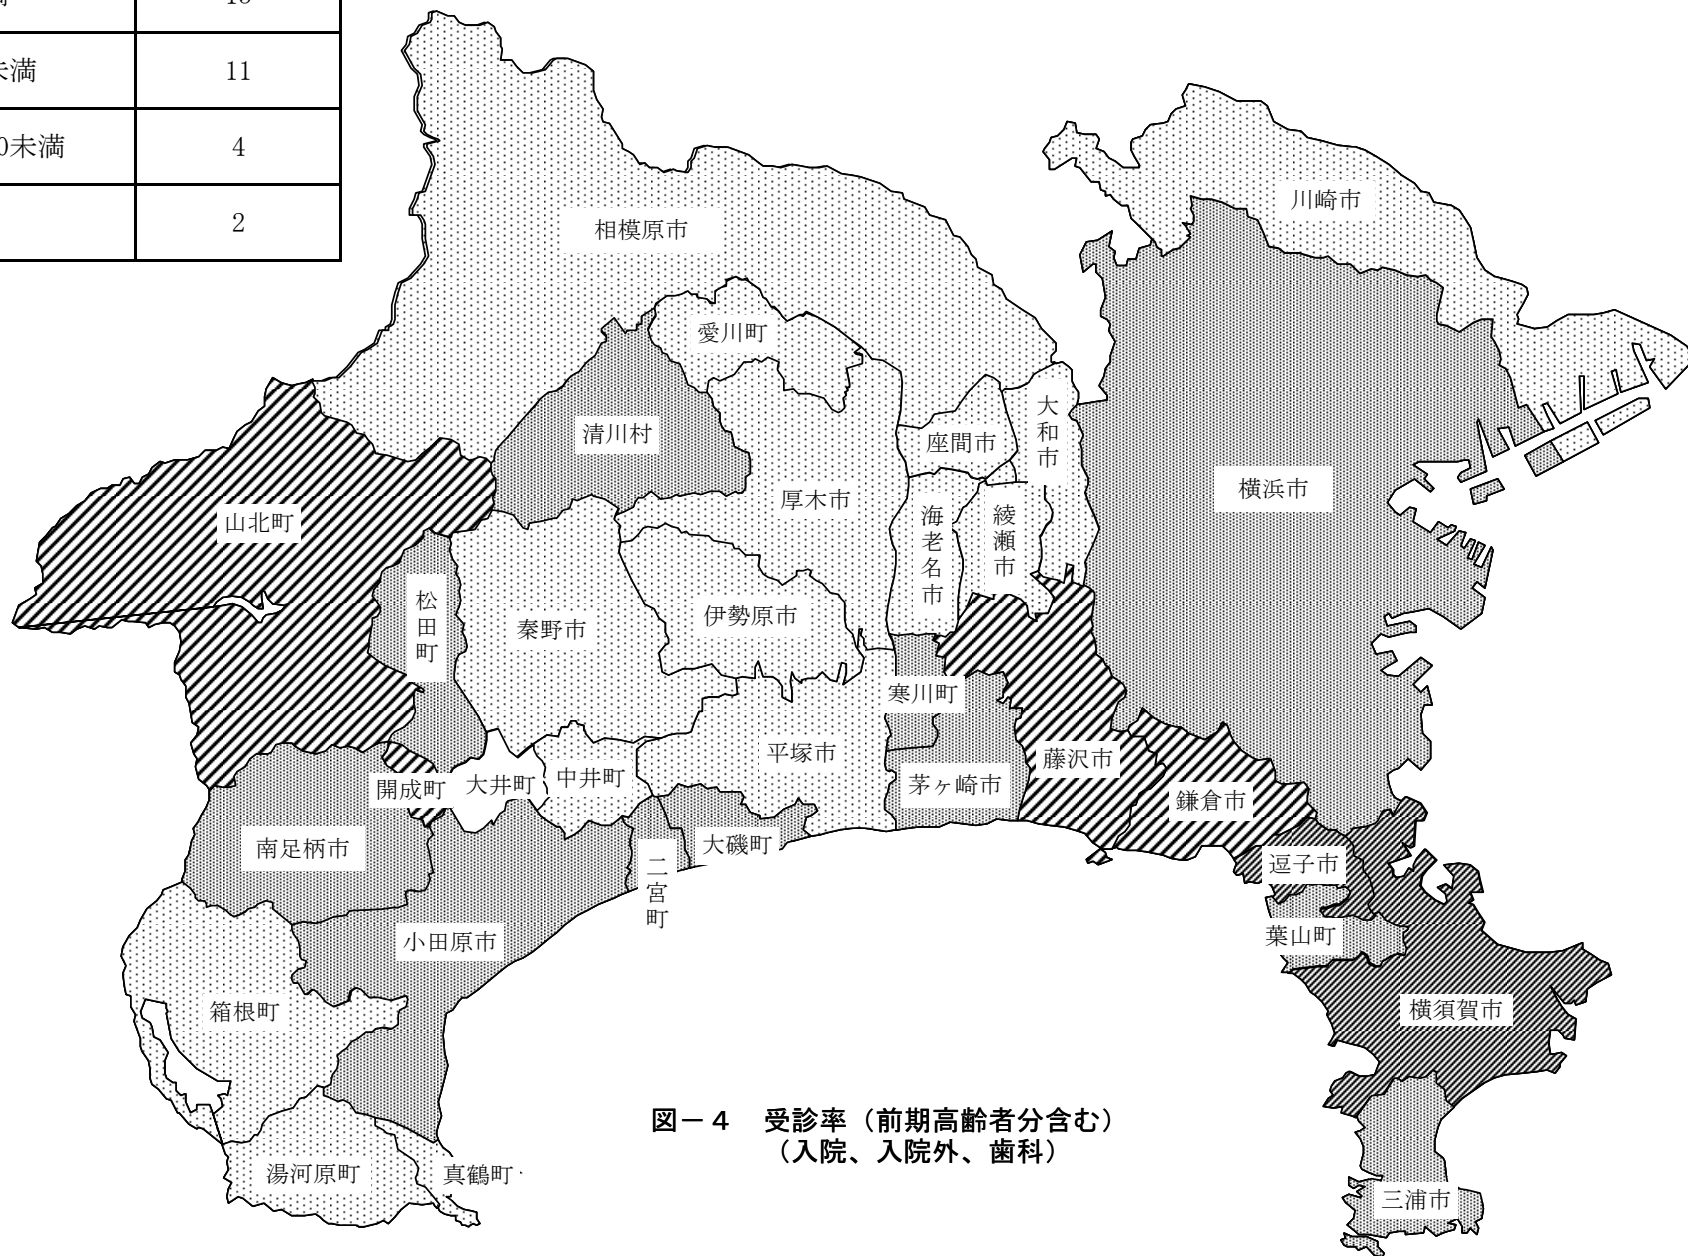 未満
11
0未満
4
2
川崎市
相模原市
愛川町
大和市
清川村
座間市
横浜市
厚木市
山北町
海老名市
綾瀬市
松田町
伊勢原市
秦野市
寒川町
平塚市
藤沢市
中井町
大井町
開成町
茅ヶ崎市
鎌倉市
大磯町
南足柄市
逗子市
二宮町
葉山町
小田原市
横須賀市
箱根町
図－４　受診率（前期高齢者分含む）
（入院、入院外、歯科）
湯河原町
真鶴町
三浦市